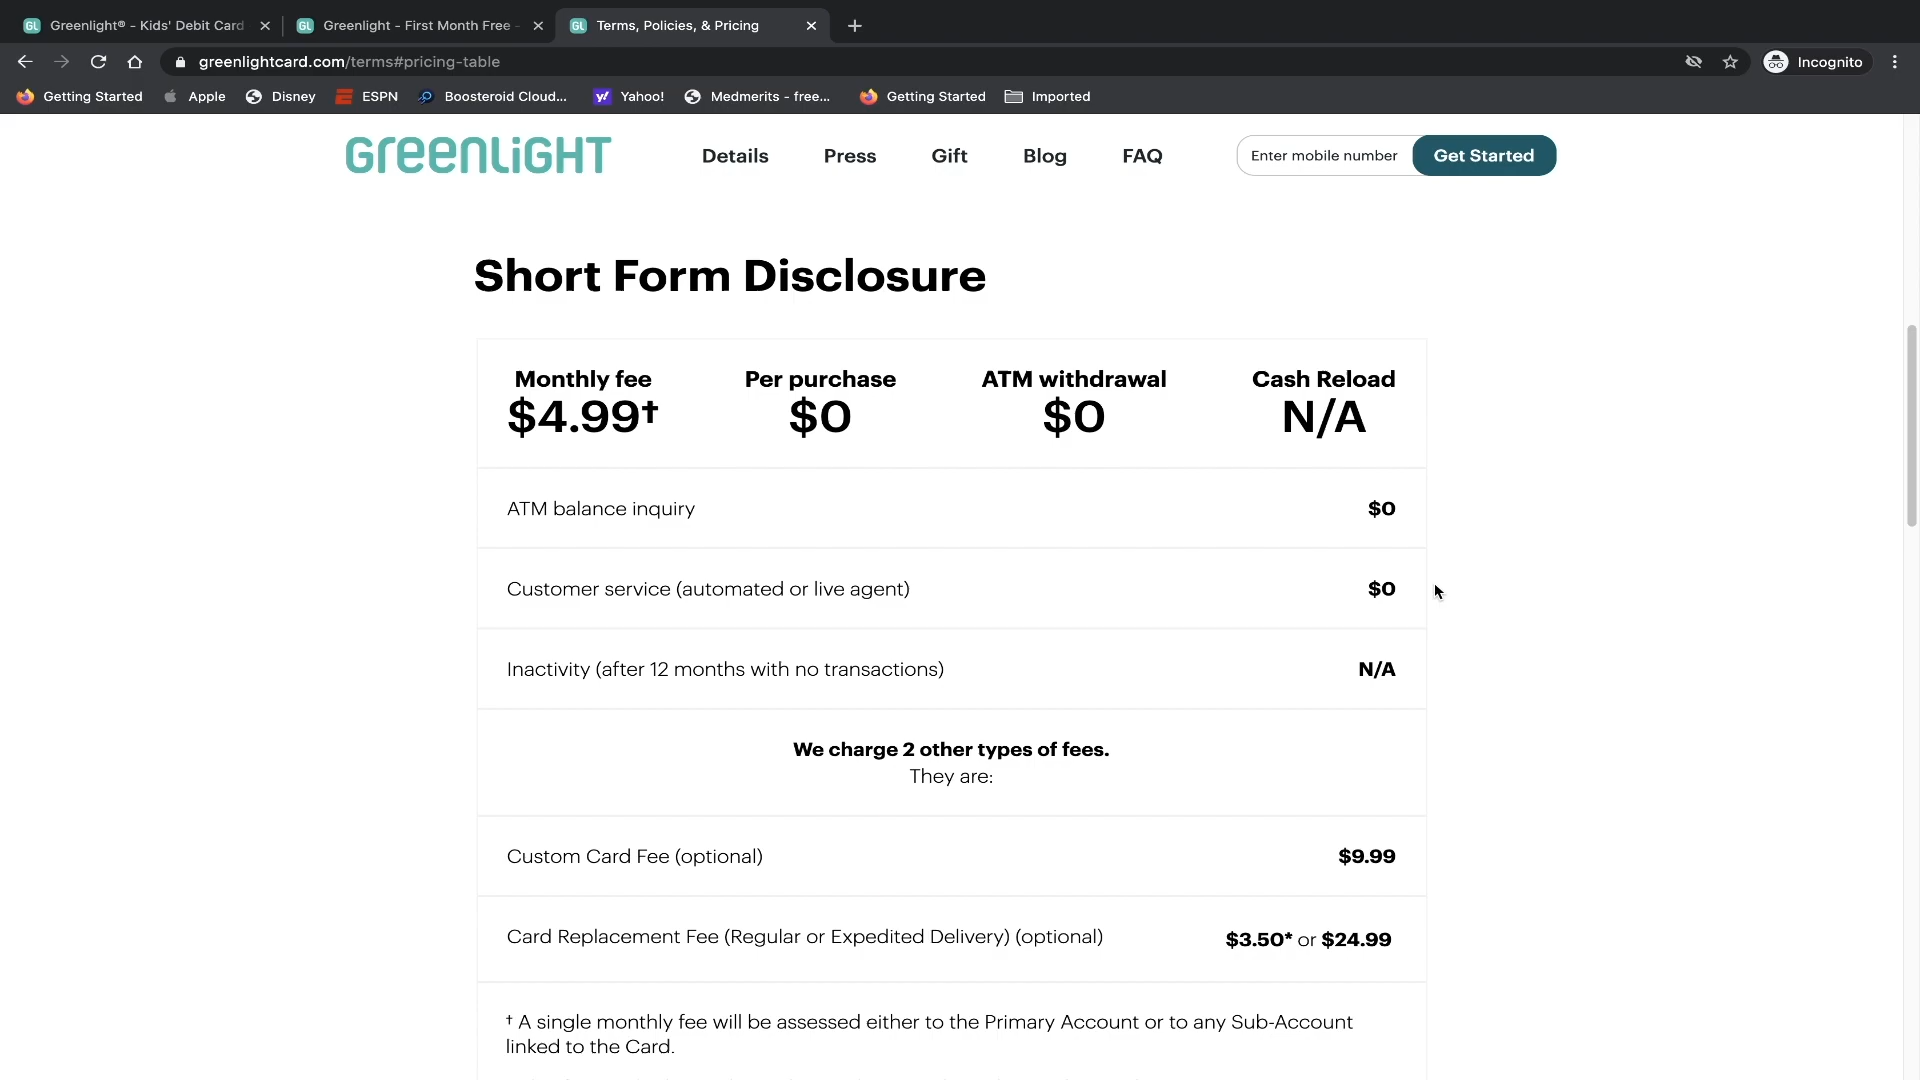 GL Greenlight® - Kids' Debit Card
GL Greenlight - First Month Free -
GL Terms, Policies, & Pricing
greenlightcard.com/terms#pricing-table
Incognito
Getting Started Apple Disney ESPN Boosteroid Cloud... y! Yahoo! Medmerits - free... Getting Started Imported
GREENLIGHT Details Press Gift Blog FAQ Enter mobile number Get Started
Short Form Disclosure
Monthly fee Per purchase ATM withdrawal Cash Reload
$4.99† $0 $0 N/A
ATM balance inquiry $0
Customer service (automated or live agent) $0
Inactivity (after 12 months with no transactions) N/A
We charge 2 other types of fees.
They are:
Custom Card Fee (optional) $9.99
Card Replacement Fee (Regular or Expedited Delivery) (optional) $3.50* or $24.99
† A single monthly fee will be assessed either to the Primary Account or to any Sub-Account
linked to the Card.